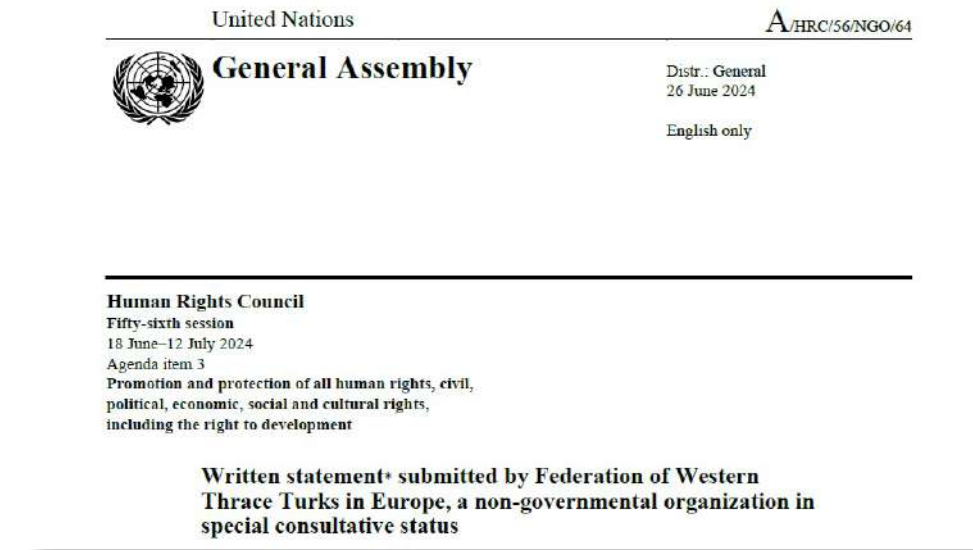 United Nations
A/HRC/56/NGO/64
General Assembly
Distr.: General
26 June 2024
English only
Human Rights Council
Fifty-sixth session
18 June–12 July 2024
Agenda item 3
Promotion and protection of all human rights, civil,
political, economic, social and cultural rights,
including the right to development
Written statement* submitted by Federation of Western
Thrace Turks in Europe, a non-governmental organization in
special consultative status